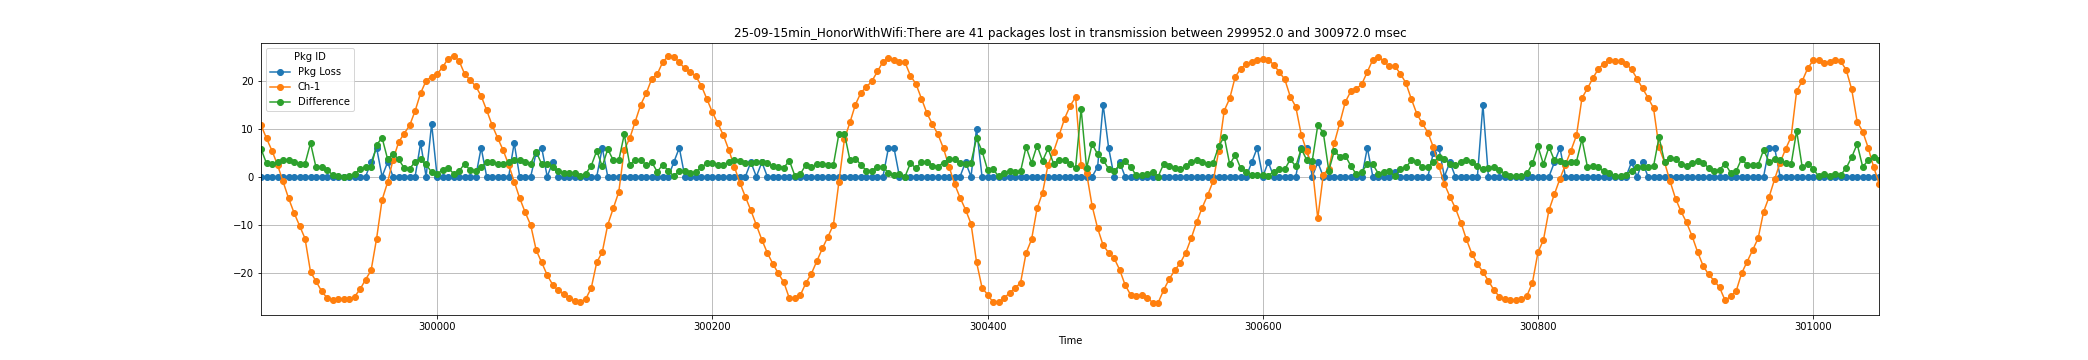 25-09-15min_HonorWithWifi:There are 41 packages lost in transmission between 299952.0 and 300972.0 msec
Pkg ID
Pkg Loss
Ch-1
Difference
20
10
0
−10
−20
300000 300200 300400 300600 300800 301000
Time